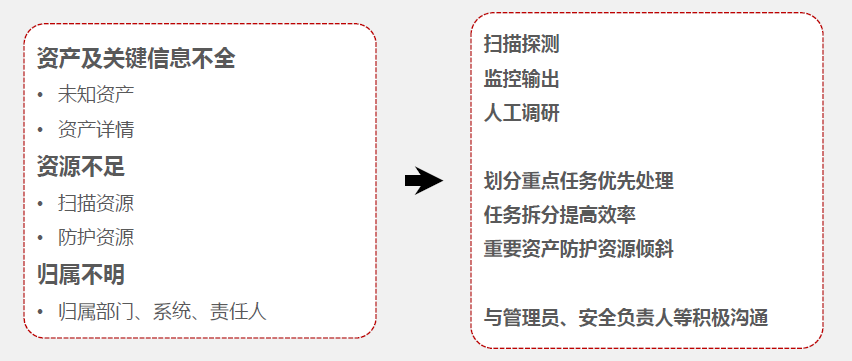 资产及关键信息不全
• 未知资产
• 资产详情
资源不足
• 扫描资源
• 防护资源
归属不明
• 归属部门、系统、责任人
扫描探测
监控输出
人工调研
划分重点任务优先处理
任务拆分提高效率
重要资产防护资源倾斜
与管理员、安全负责人等积极沟通